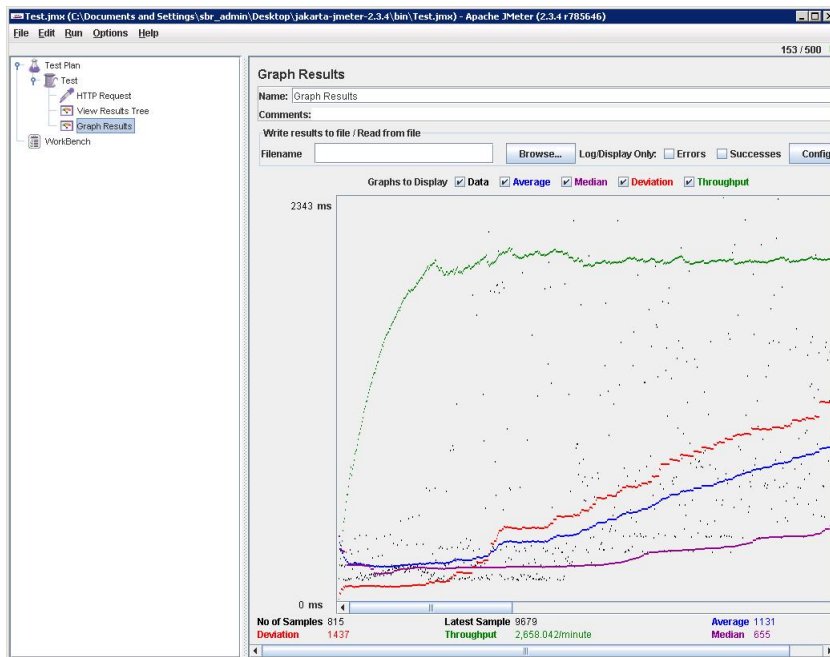 Test.jmx (C:\Documents and Settings\sbr_admin\Desktop\jakarta-jmeter-2.3.4\bin\Test.jmx) - Apache JMeter (2.3.4 r785646)
File Edit Run Options Help
153 / 500
Test Plan
Test
HTTP Request
View Results Tree
Graph Results
WorkBench
Graph Results
Name: Graph Results
Comments:
Write results to file / Read from file
Filename Browse... Log/Display Only: Errors Successes Config
Graphs to Display Data Average Median Deviation Throughput
2343 ms
0 ms
No of Samples 815 Latest Sample 9679 Average 1131
Deviation 1437 Throughput 2,658.042/minute Median 655